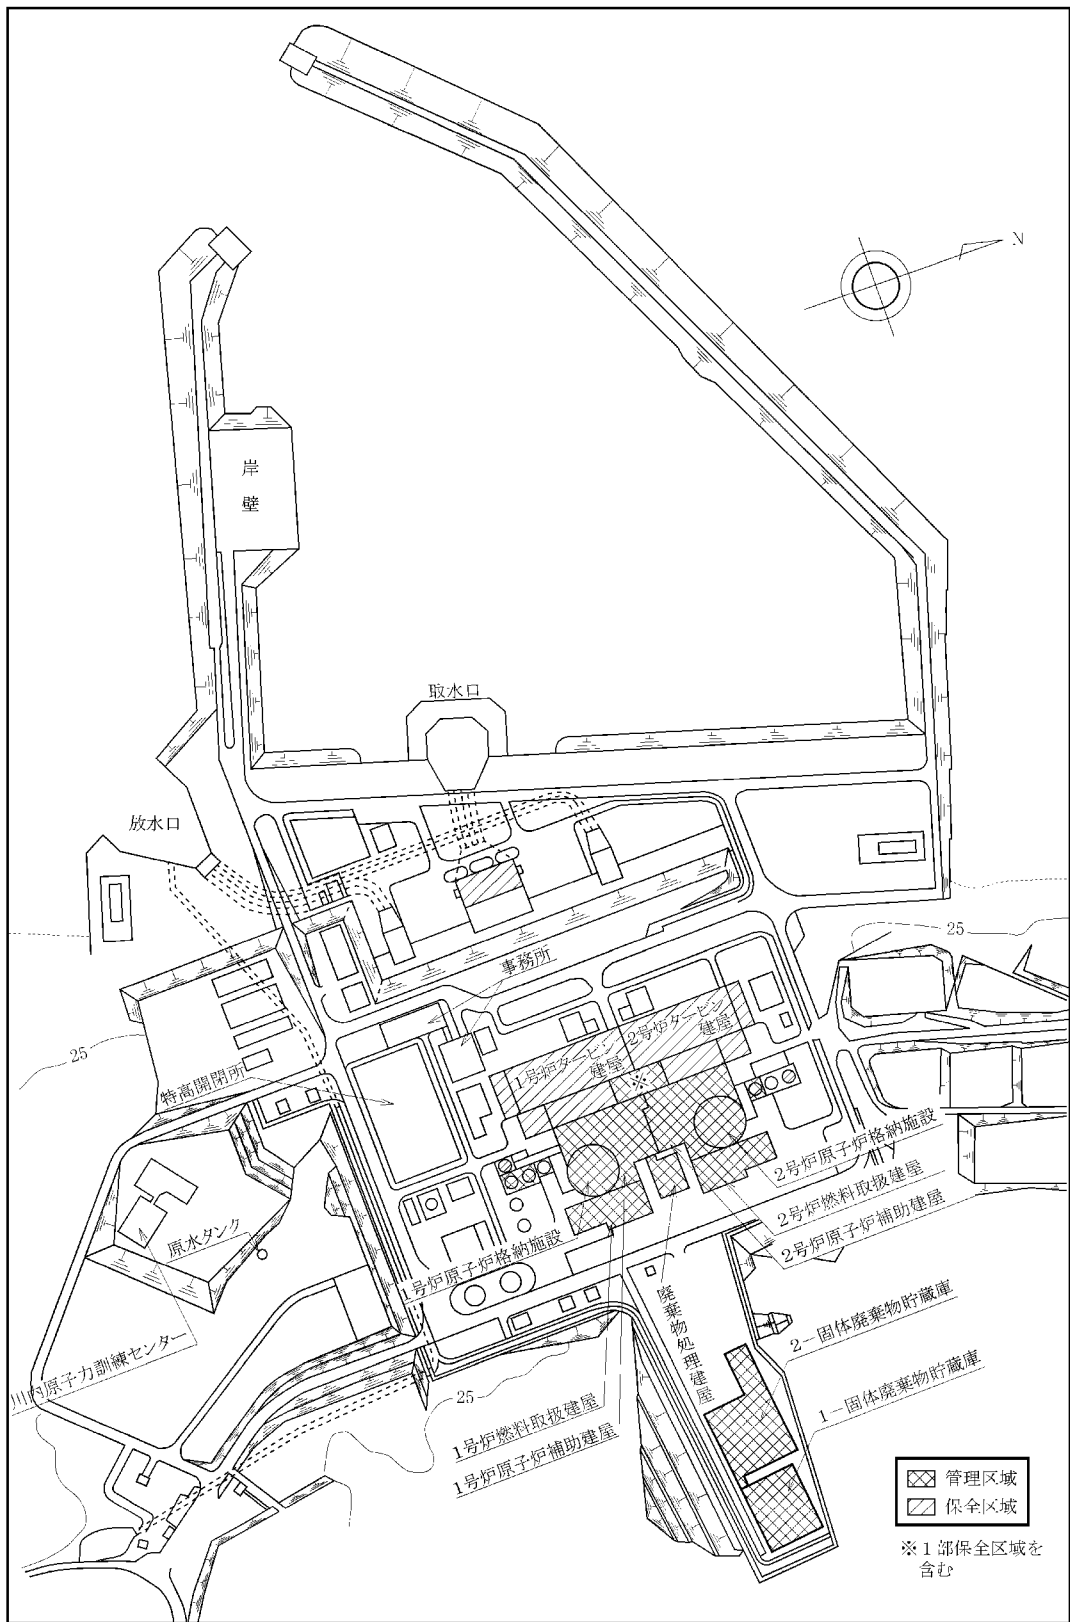 N
岸壁
取水口
放水口
25
事務所
25
1号炉タービン建屋
2号炉タービン建屋
※
特高開閉所
2号炉原子炉格納施設
2号炉燃料取扱建屋
2号炉原子炉補助建屋
原水タンク
1号炉原子炉格納施設
廃棄物処理建屋
川内原子力訓練センター
2-固体廃棄物貯蔵庫
1-固体廃棄物貯蔵庫
25
1号炉燃料取扱建屋
1号炉原子炉補助建屋
管理区域
保全区域
※1部保全区域を
含む